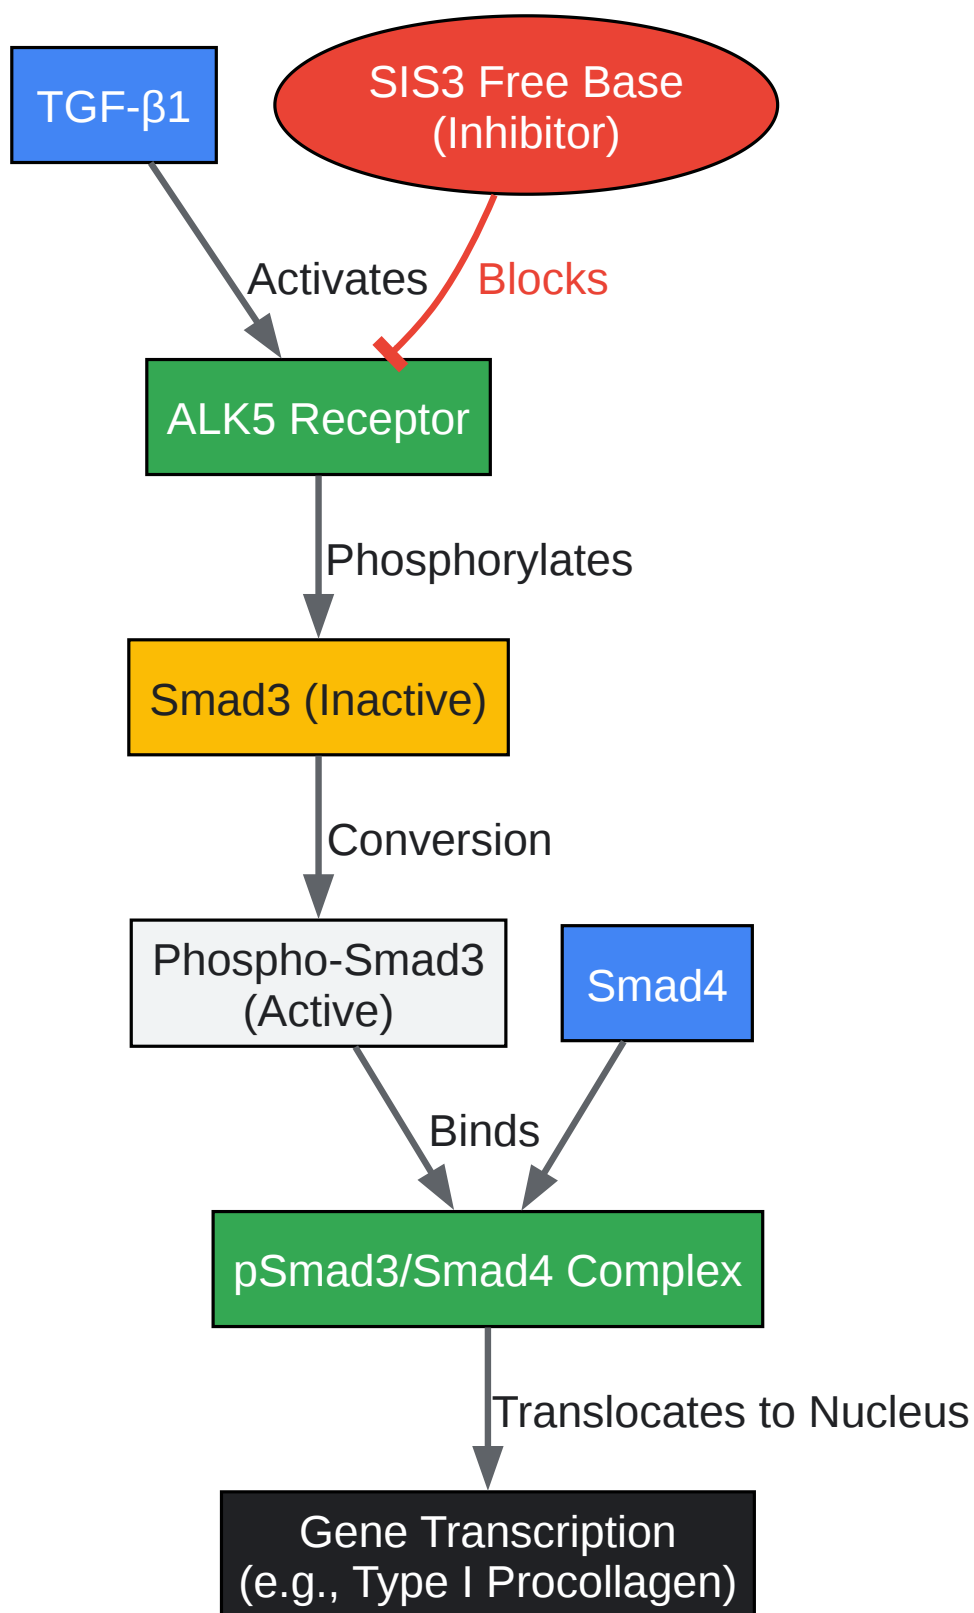 TGF-β1
SIS3 Free Base
(Inhibitor)
Activates
Blocks
ALK5 Receptor
Phosphorylates
Smad3 (Inactive)
Conversion
Phospho-Smad3
(Active)
Smad4
Binds
pSmad3/Smad4 Complex
Translocates to Nucleus
Gene Transcription
(e.g., Type I Procollagen)